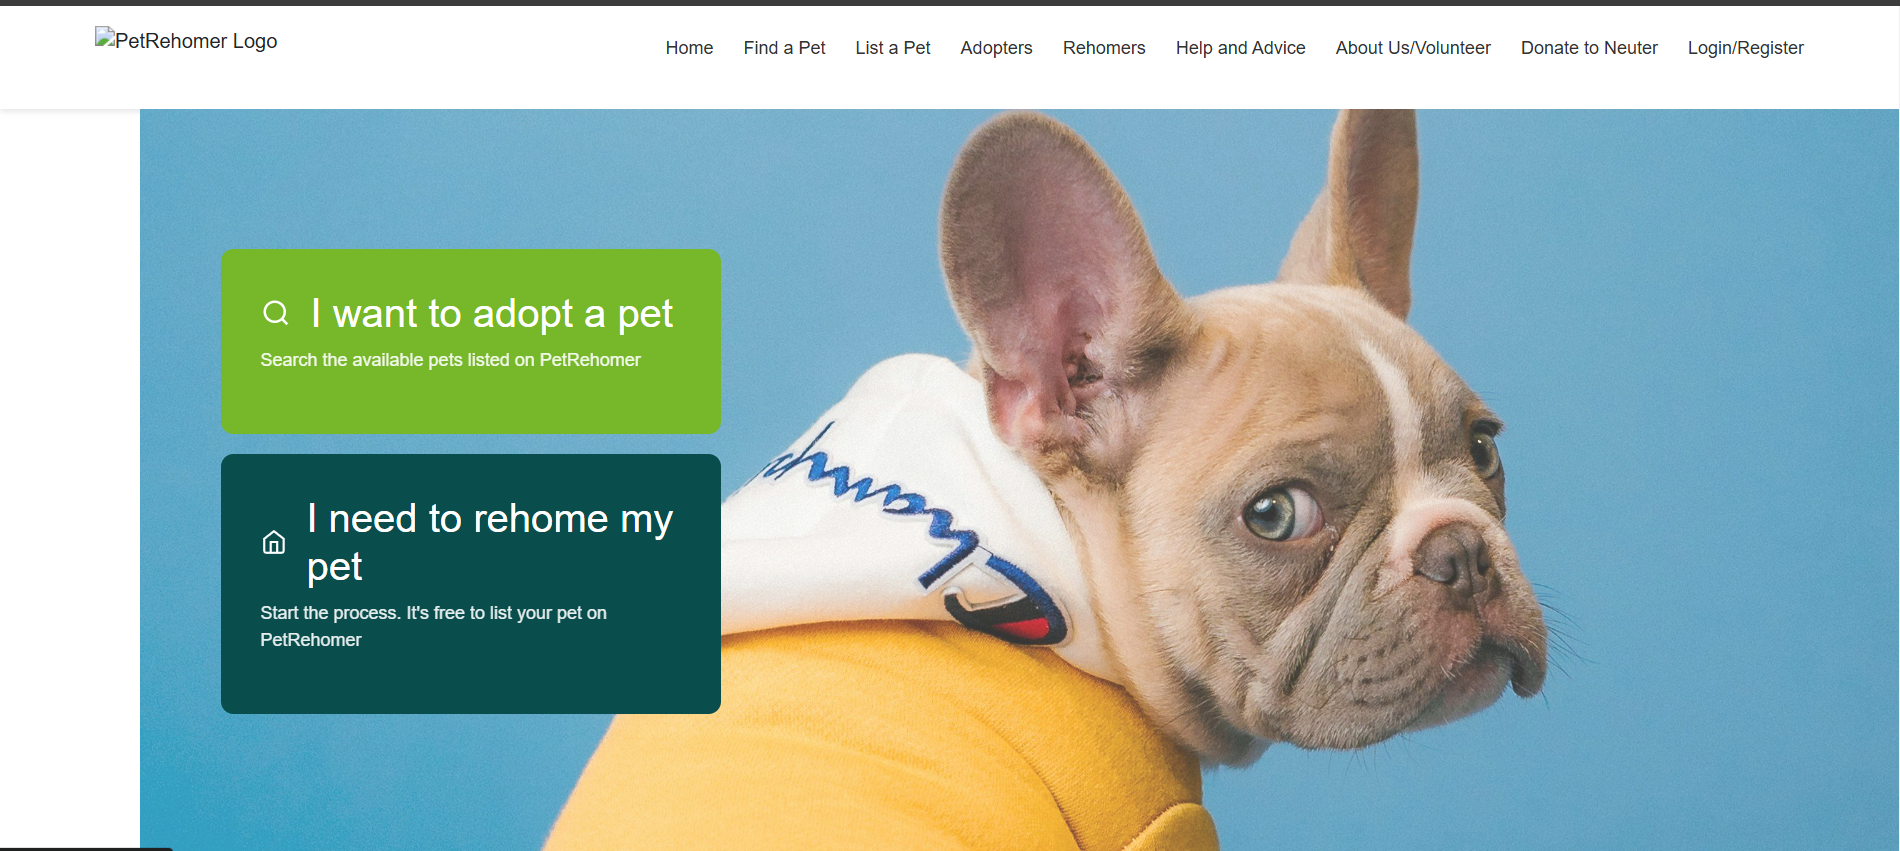 PetRehomer Logo
Home Find a Pet List a Pet Adopters Rehomers Help and Advice About Us/Volunteer Donate to Neuter Login/Register
I want to adopt a pet
Search the available pets listed on PetRehomer
I need to rehome my
pet
Start the process. It's free to list your pet on
PetRehomer